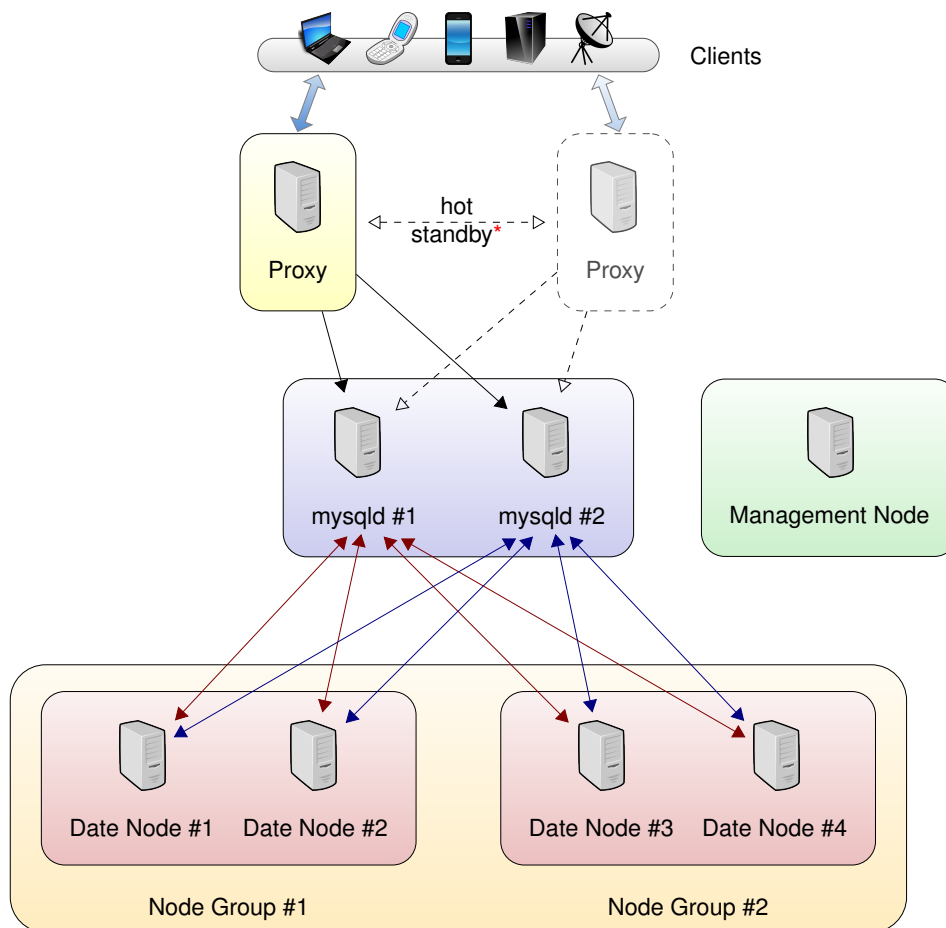 Clients
hot
standby*
Proxy
Proxy
mysqld #1
mysqld #2
Management Node
Date Node #1
Date Node #2
Date Node #3
Date Node #4
Node Group #1
Node Group #2